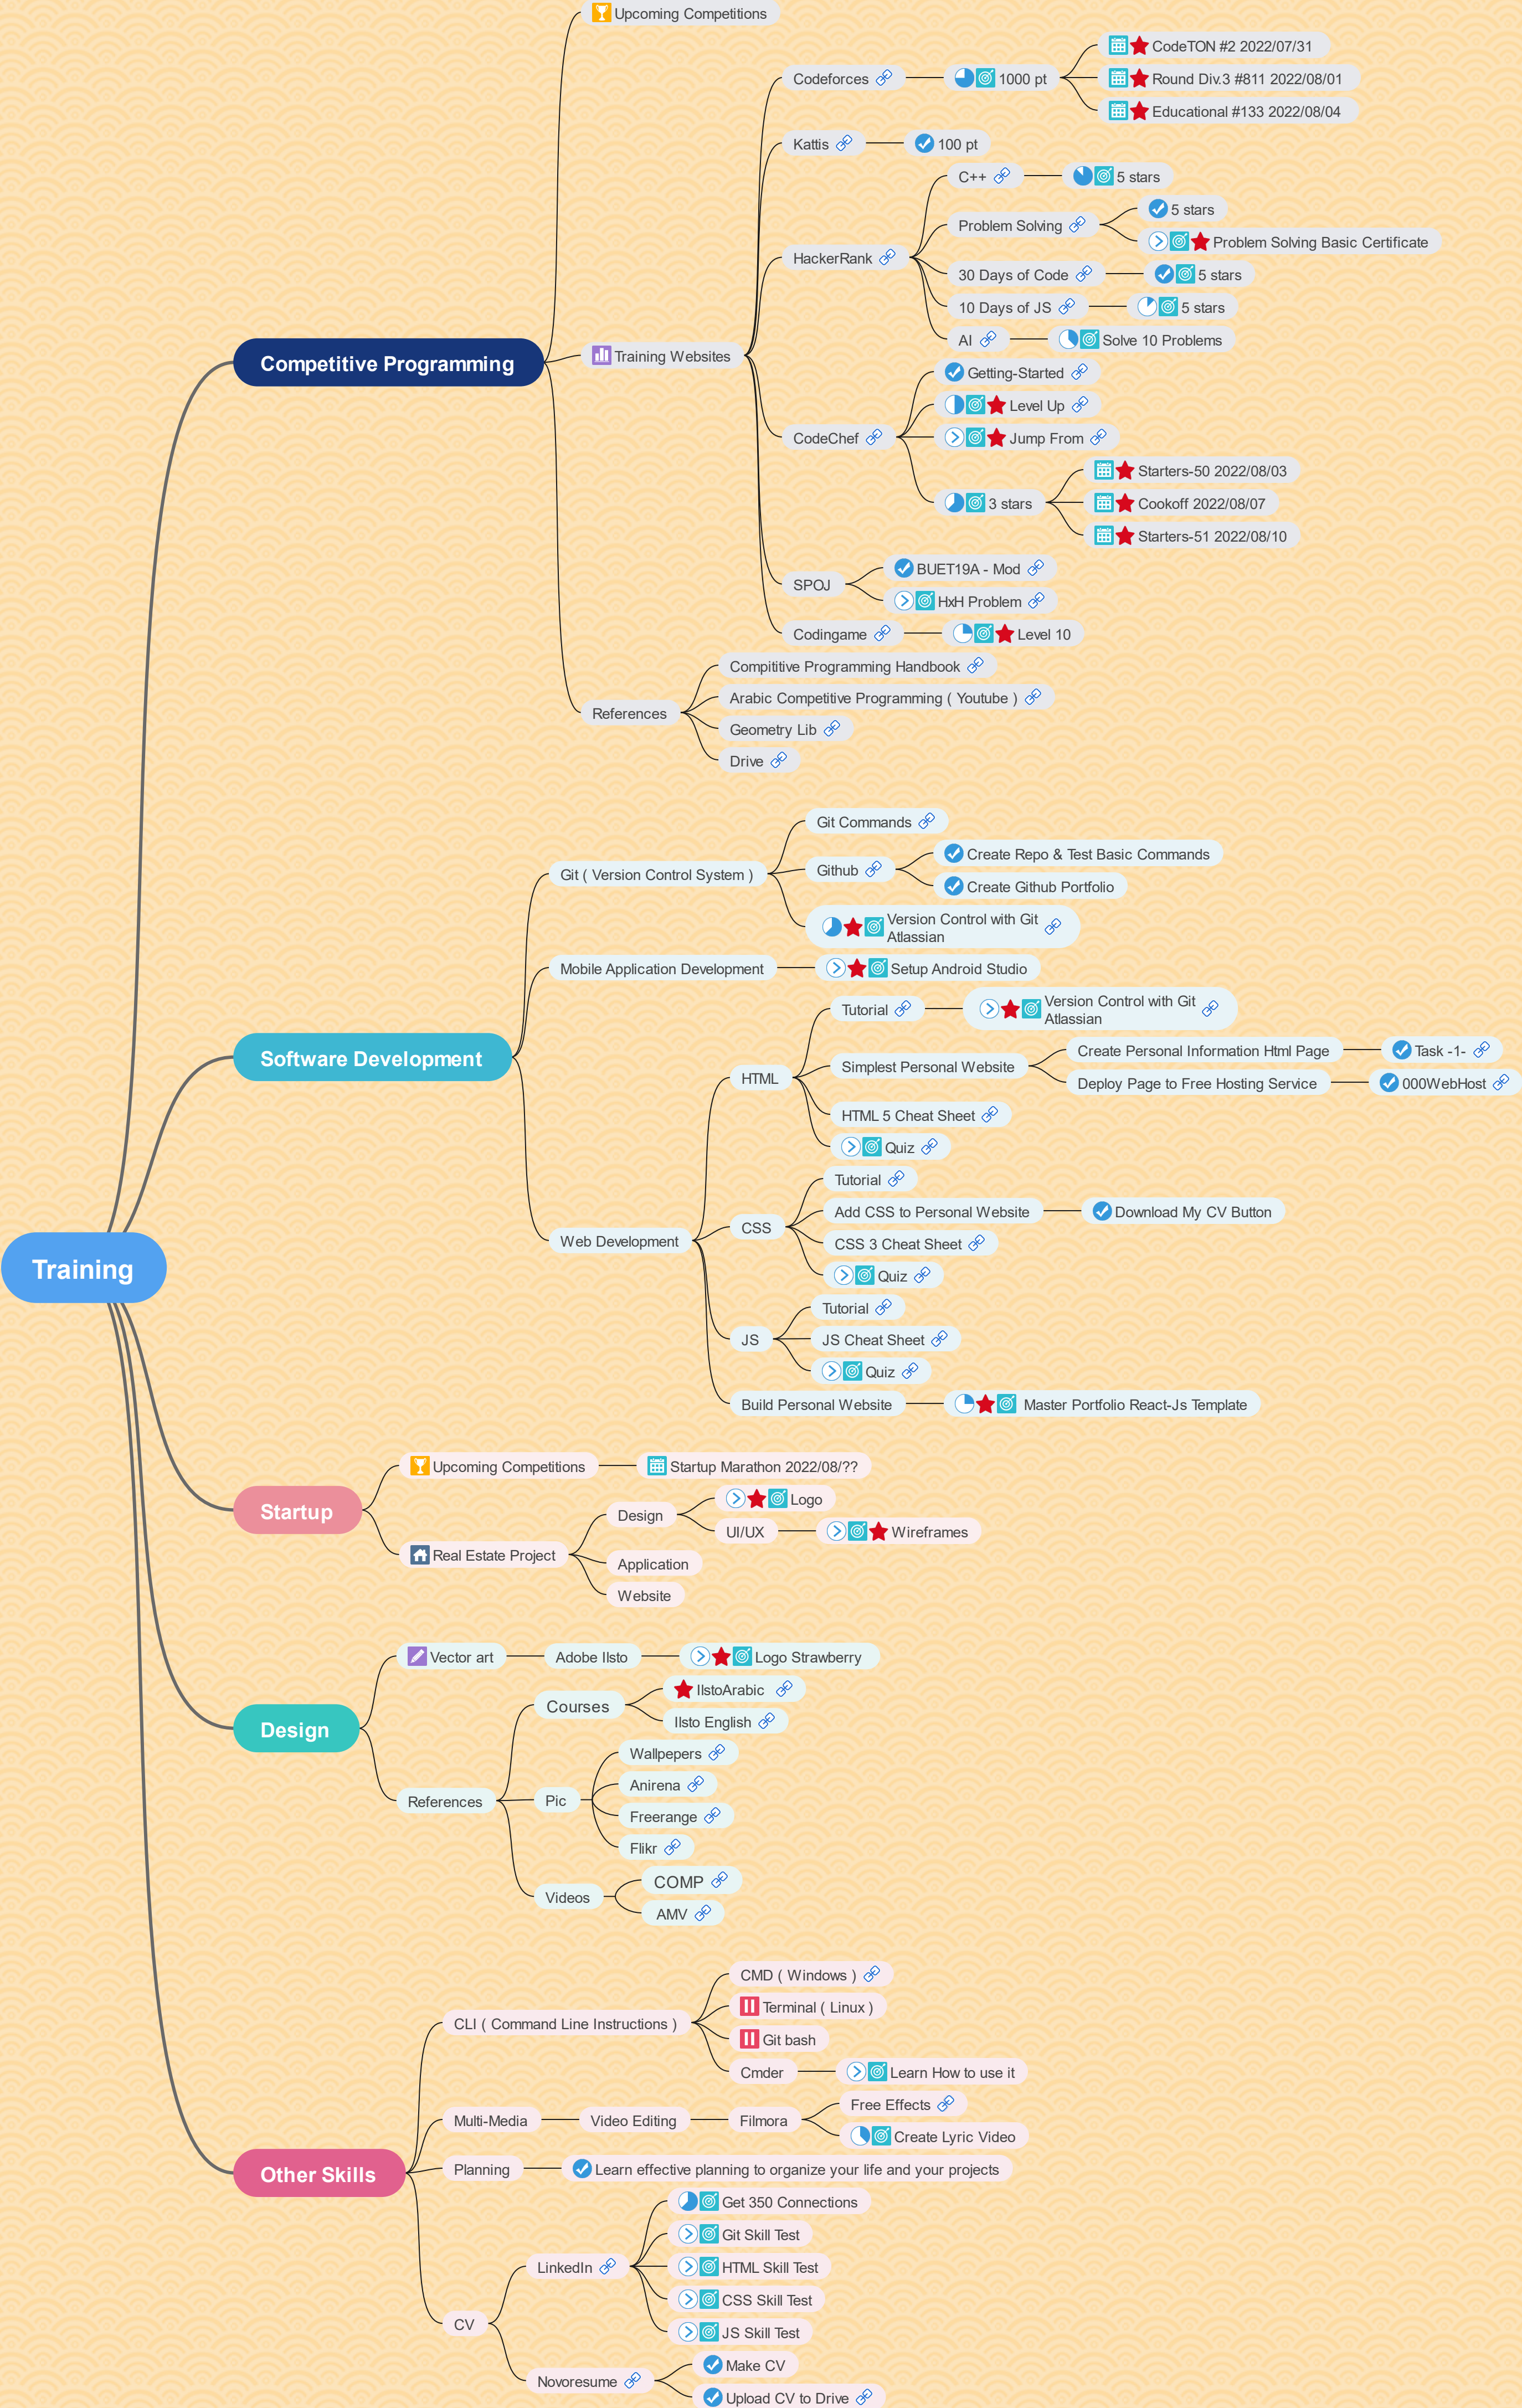 Training
Competitive Programming
Upcoming Competitions
Training Websites
Codeforces
1000 pt
CodeTON #2 2022/07/31
Round Div.3 #811 2022/08/01
Educational #133 2022/08/04
Kattis
100 pt
HackerRank
C++
5 stars
Problem Solving
5 stars
Problem Solving Basic Certificate
30 Days of Code
5 stars
10 Days of JS
5 stars
AI
Solve 10 Problems
CodeChef
Getting-Started
Level Up
Jump From
3 stars
Starters-50 2022/08/03
Cookoff 2022/08/07
Starters-51 2022/08/10
SPOJ
BUET19A - Mod
HxH Problem
Codingame
Level 10
References
Compititive Programming Handbook
Arabic Competitive Programming ( Youtube )
Geometry Lib
Drive
Software Development
Git ( Version Control System )
Git Commands
Github
Create Repo & Test Basic Commands
Create Github Portfolio
Version Control with Git
Atlassian
Mobile Application Development
Setup Android Studio
Web Development
HTML
Tutorial
Version Control with Git
Atlassian
Simplest Personal Website
Create Personal Information Html Page
Task -1-
Deploy Page to Free Hosting Service
000WebHost
HTML 5 Cheat Sheet
Quiz
CSS
Tutorial
Add CSS to Personal Website
Download My CV Button
CSS 3 Cheat Sheet
Quiz
JS
Tutorial
JS Cheat Sheet
Quiz
Build Personal Website
Master Portfolio React-Js Template
Startup
Upcoming Competitions
Startup Marathon 2022/08/??
Real Estate Project
Design
Logo
UI/UX
Wireframes
Application
Website
Design
Vector art
Adobe Ilsto
Logo Strawberry
References
Courses
IlstoArabic
Ilsto English
Pic
Wallpepers
Anirena
Freerange
Flikr
Videos
COMP
AMV
Other Skills
CLI ( Command Line Instructions )
CMD ( Windows )
Terminal ( Linux )
Git bash
Cmder
Learn How to use it
Multi-Media
Video Editing
Filmora
Free Effects
Create Lyric Video
Planning
Learn effective planning to organize your life and your projects
CV
LinkedIn
Get 350 Connections
Git Skill Test
HTML Skill Test
CSS Skill Test
JS Skill Test
Novoresume
Make CV
Upload CV to Drive